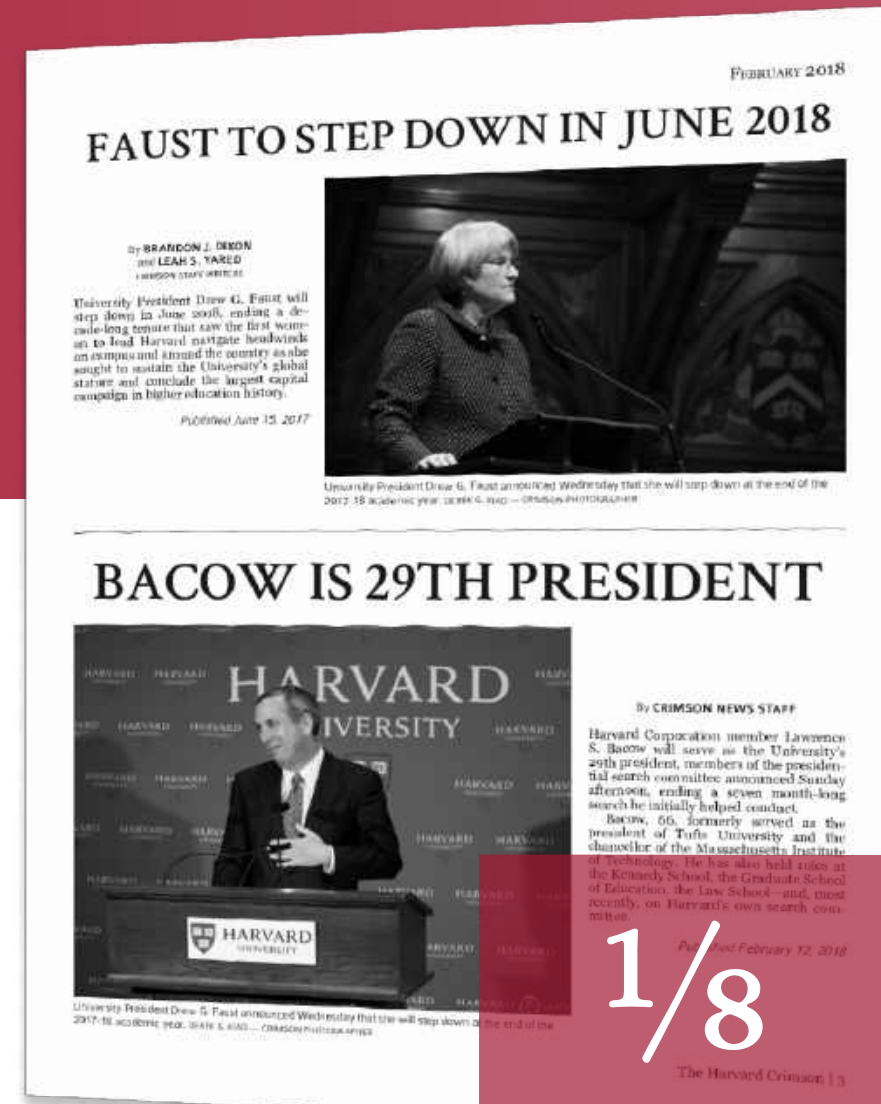 FEBRUARY 2018
FAUST TO STEP DOWN IN JUNE 2018
By BRANDON J. DIXON
and LEAH S. YARED
CRIMSON STAFF WRITERS
University President Drew G. Faust will
step down in June 2018, ending a de-
cade-long tenure that saw the first wom-
an to lead Harvard navigate headwinds
on campus and around the country as she
sought to sustain the University's global
stature and conclude the largest capital
campaign in higher education history.
Published June 15, 2017
University President Drew G. Faust announced Wednesday that she will step down at the end of the
2017-18 academic year. DEREK G. XIAO — CRIMSON PHOTOGRAPHER
BACOW IS 29TH PRESIDENT
HARVARD
IVERSITY
HARVARD
UNIVERSITY
By CRIMSON NEWS STAFF
Harvard Corporation member Lawrence
S. Bacow will serve as the University's
29th president, members of the presiden-
tial search committee announced Sunday
afternoon, ending a seven month-long
search he initially helped conduct.
Bacow, 66, formerly served as the
president of Tufts University and the
chancellor of the Massachusetts Institute
of Technology. He has also held roles at
the Kennedy School, the Graduate School
of Education, the Law School—and, most
recently, on Harvard's own search com-
mittee.
Published February 12, 2018
University President Drew G. Faust announced Wednesday that she will step down at the end of the
2017-18 academic year. DEREK G. XIAO — CRIMSON PHOTOGRAPHER
1/8
The Harvard Crimson | 3